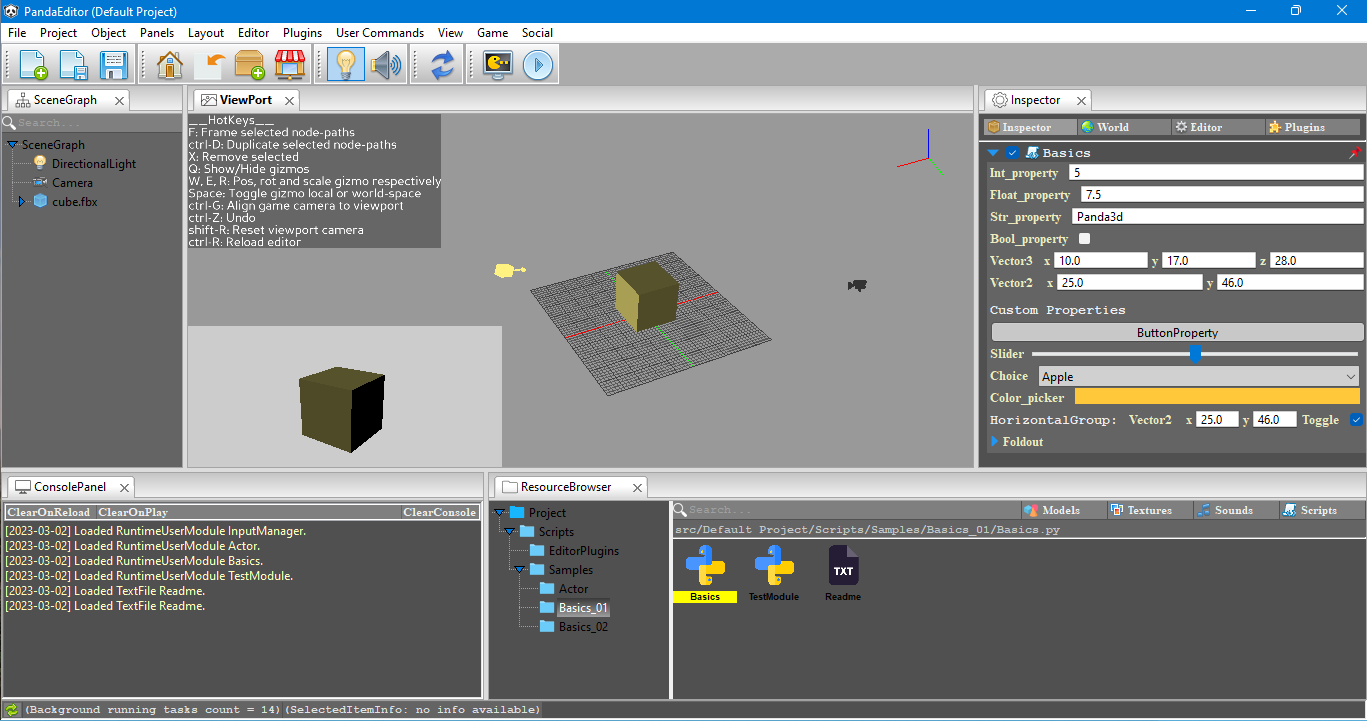 PandaEditor (Default Project)
File Project Object Panels Layout Editor Plugins User Commands View Game Social
SceneGraph
Search...
SceneGraph
DirectionalLight
Camera
cube.fbx
ViewPort
__HotKeys__
F: Frame selected node-paths
ctrl-D: Duplicate selected node-paths
X: Remove selected
Q: Show/Hide gizmos
W, E, R: Pos, rot and scale gizmo respectively
Space: Toggle gizmo local or world-space
ctrl-G: Align game camera to viewport
ctrl-Z: Undo
shift-R: Reset viewport camera
ctrl-R: Reload editor
Inspector
Inspector World Editor Plugins
Basics
Int_property 5
Float_property 7.5
Str_property Panda3d
Bool_property
Vector3 x 10.0 y 17.0 z 28.0
Vector2 x 25.0 y 46.0
Custom Properties
ButtonProperty
Slider
Choice Apple
Color_picker
HorizontalGroup: Vector2 x 25.0 y 46.0 Toggle
Foldout
ConsolePanel
ClearOnReload ClearOnPlay ClearConsole
[2023-03-02] Loaded RuntimeUserModule InputManager.
[2023-03-02] Loaded RuntimeUserModule Actor.
[2023-03-02] Loaded RuntimeUserModule Basics.
[2023-03-02] Loaded RuntimeUserModule TestModule.
[2023-03-02] Loaded TextFile Readme.
[2023-03-02] Loaded TextFile Readme.
ResourceBrowser
Project
Scripts
EditorPlugins
Samples
Actor
Basics_01
Basics_02
Search... Models Textures Sounds Scripts
src/Default Project/Scripts/Samples/Basics_01/Basics.py
TXT
Basics TestModule Readme
(Background running tasks count = 14) (SelectedItemInfo: no info available)